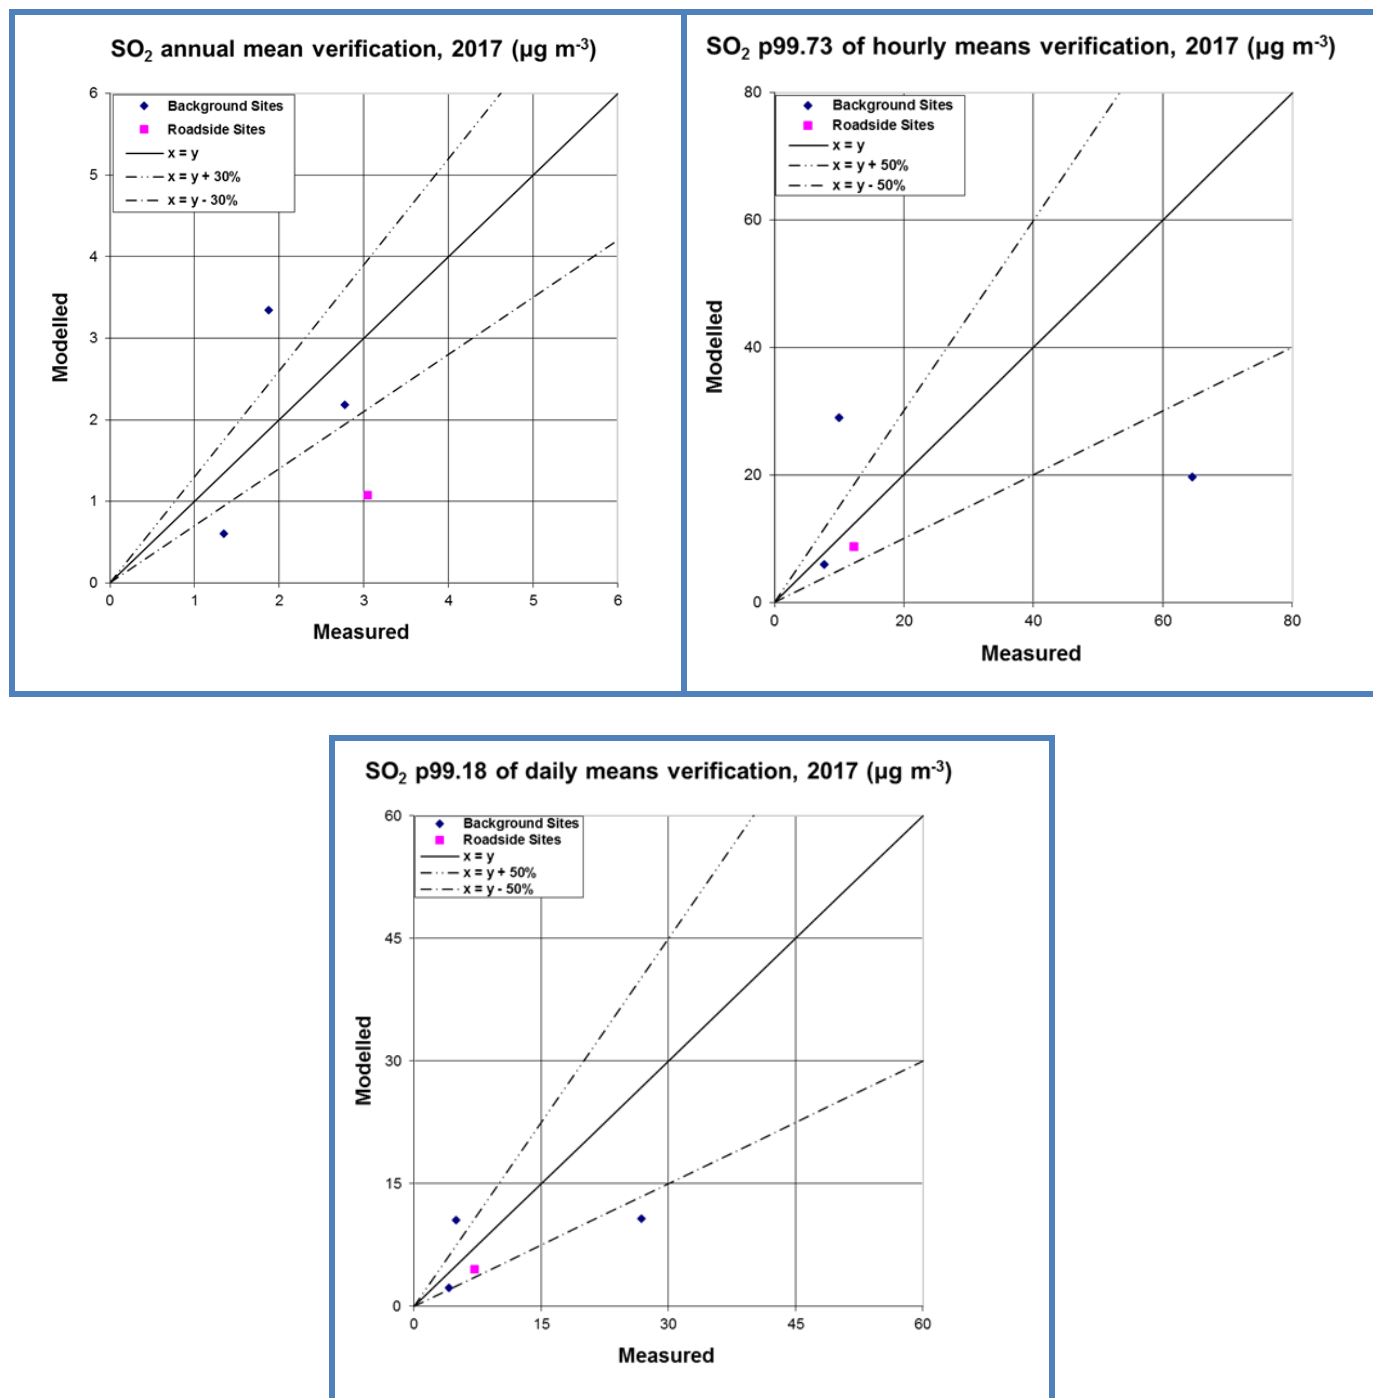 SO₂ annual mean verification, 2017 (µg m⁻³)
6
5
4
3
2
1
0
Background Sites
Roadside Sites
x = y
x = y + 30%
x = y - 30%
Modelled
0 1 2 3 4 5 6
Measured
SO₂ p99.73 of hourly means verification, 2017 (µg m⁻³)
80
60
40
20
0
Background Sites
Roadside Sites
x = y
x = y + 50%
x = y - 50%
Modelled
0 20 40 60 80
Measured
SO₂ p99.18 of daily means verification, 2017 (µg m⁻³)
60
45
30
15
0
Background Sites
Roadside Sites
x = y
x = y + 50%
x = y - 50%
Modelled
0 15 30 45 60
Measured